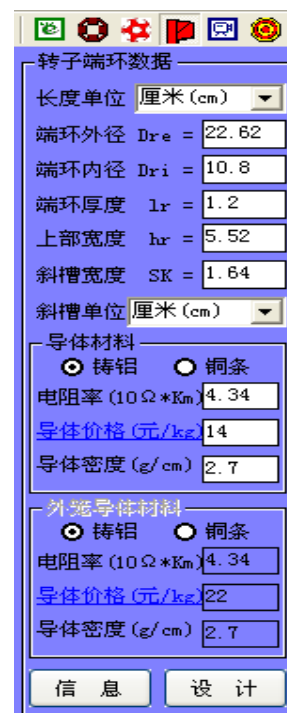 转子端环数据
长度单位 厘米(cm)
端环外径 Dre = 22.62
端环内径 Dri = 10.8
端环厚度 lr = 1.2
上部宽度 hr = 5.52
斜槽宽度 SK = 1.64
斜槽单位 厘米(cm)
导体材料
铸铝 铜条
电阻率(10Ω*Km) 4.34
导体价格(元/kg) 14
导体密度(g/cm) 2.7
外笼导体材料
铸铝 铜条
电阻率(10Ω*Km) 4.34
导体价格(元/kg) 22
导体密度(g/cm) 2.7
信 息 设 计